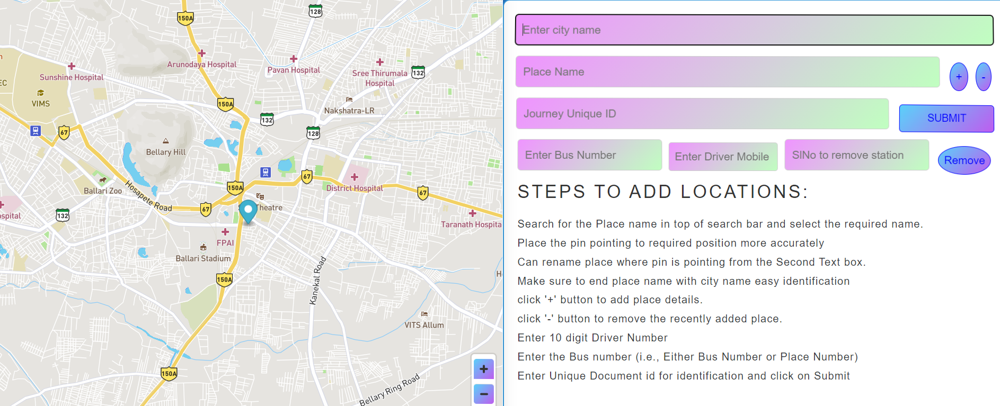 128
150A
Arunodaya Hospital
Pavan Hospital
Sree Thirumala
Hospital
132
Sunshine Hospital
EC
VIMS
150A
Nakshatra-LR
132
67
128
Bellary Hill
67
150A
District Hospital
67
Ballari Zoo
Hosapete Road
67
Theatre
132
spital
Taranath Hospita
FPAI
Ballari Stadium
150A
Kanekal Road
H
VITS Allum
150A
Bellary Ring Road
+
−
Enter city name
Place Name
+
-
Journey Unique ID
SUBMIT
Enter Bus Number
Enter Driver Mobile
SlNo to remove station
Remove
STEPS TO ADD LOCATIONS:
Search for the Place name in top of search bar and select the required name.
Place the pin pointing to required position more accurately
Can rename place where pin is pointing from the Second Text box.
Make sure to end place name with city name easy identification
click '+' button to add place details.
click '-' button to remove the recently added place.
Enter 10 digit Driver Number
Enter the Bus number (i.e., Either Bus Number or Place Number)
Enter Unique Document id for identification and click on Submit